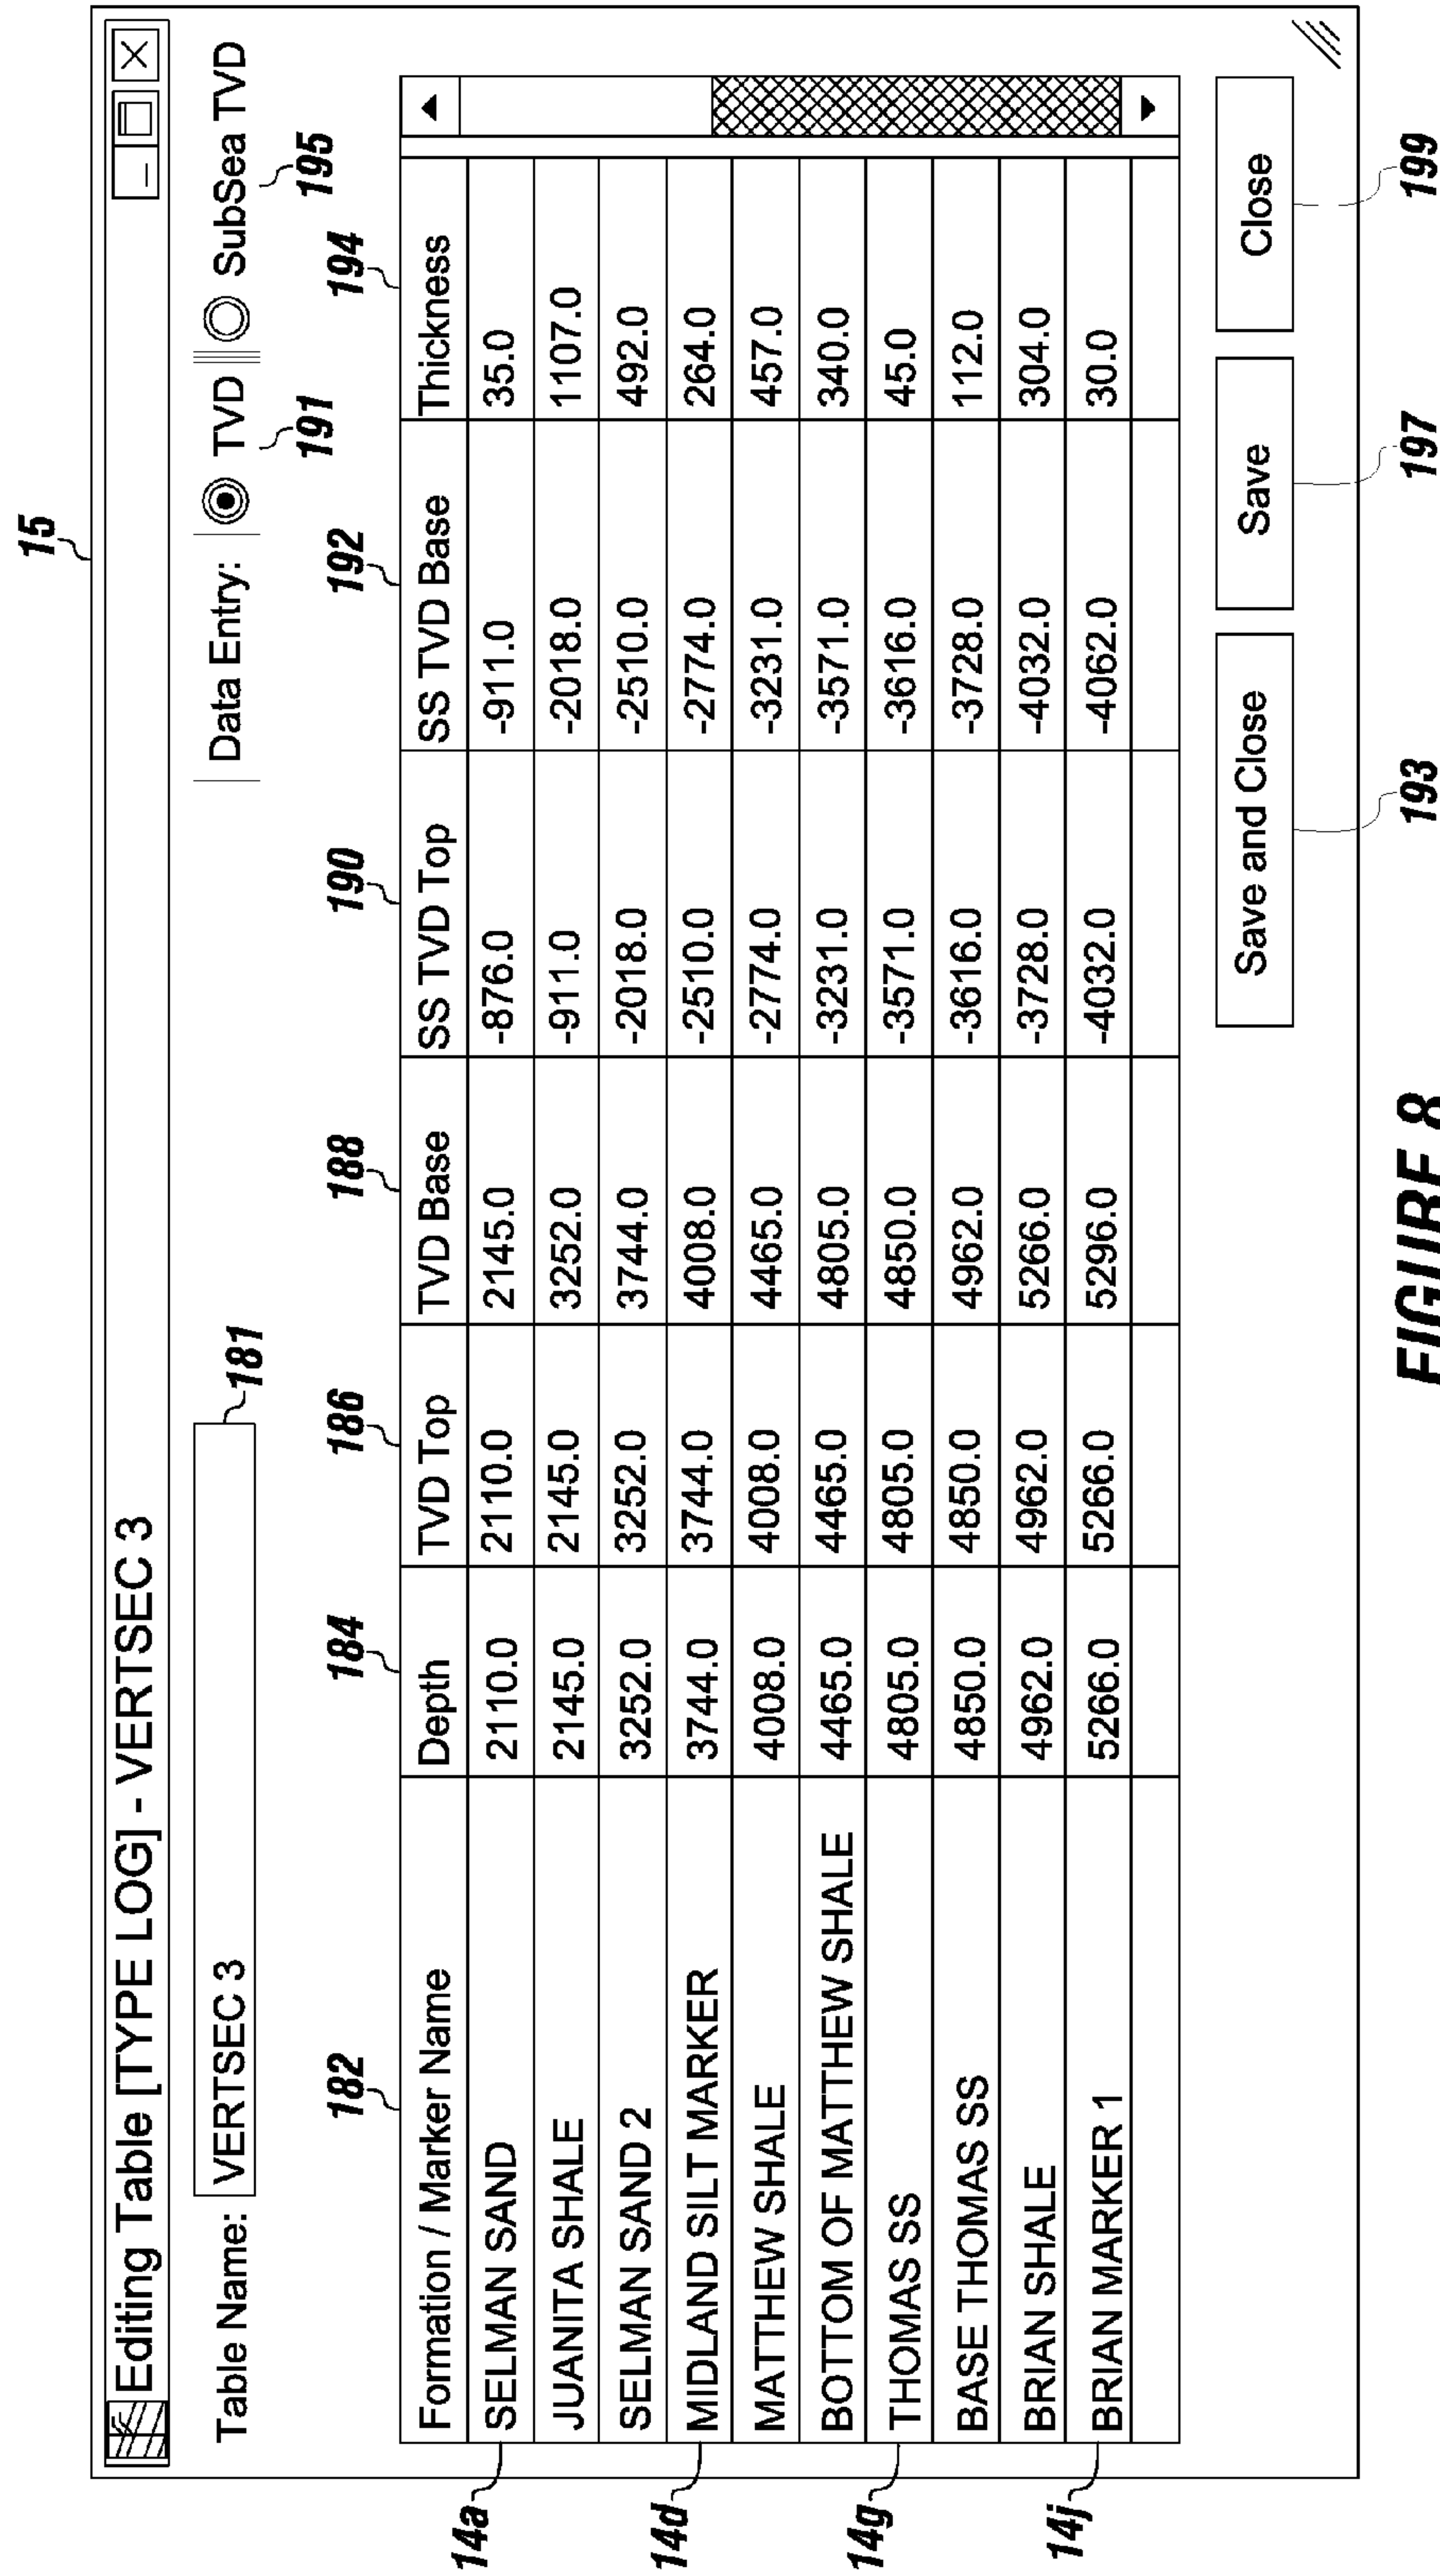 15
Editing Table [TYPE LOG] - VERTSEC 3
Table Name: VERTSEC 3 Data Entry: TVD SubSea TVD
181 191 195
182 184 186 188 190 192 194
Formation / Marker Name Depth TVD Top TVD Base SS TVD Top SS TVD Base Thickness
14a SELMAN SAND 2110.0 2110.0 2145.0 -876.0 -911.0 35.0
JUANITA SHALE 2145.0 2145.0 3252.0 -911.0 -2018.0 1107.0
SELMAN SAND 2 3252.0 3252.0 3744.0 -2018.0 -2510.0 492.0
14d MIDLAND SILT MARKER 3744.0 3744.0 4008.0 -2510.0 -2774.0 264.0
MATTHEW SHALE 4008.0 4008.0 4465.0 -2774.0 -3231.0 457.0
BOTTOM OF MATTHEW SHALE 4465.0 4465.0 4805.0 -3231.0 -3571.0 340.0
14g THOMAS SS 4805.0 4805.0 4850.0 -3571.0 -3616.0 45.0
BASE THOMAS SS 4850.0 4850.0 4962.0 -3616.0 -3728.0 112.0
BRIAN SHALE 4962.0 4962.0 5266.0 -3728.0 -4032.0 304.0
14j BRIAN MARKER 1 5266.0 5266.0 5296.0 -4032.0 -4062.0 30.0
Save and Close Save Close
193 197 199
FIGURE 8